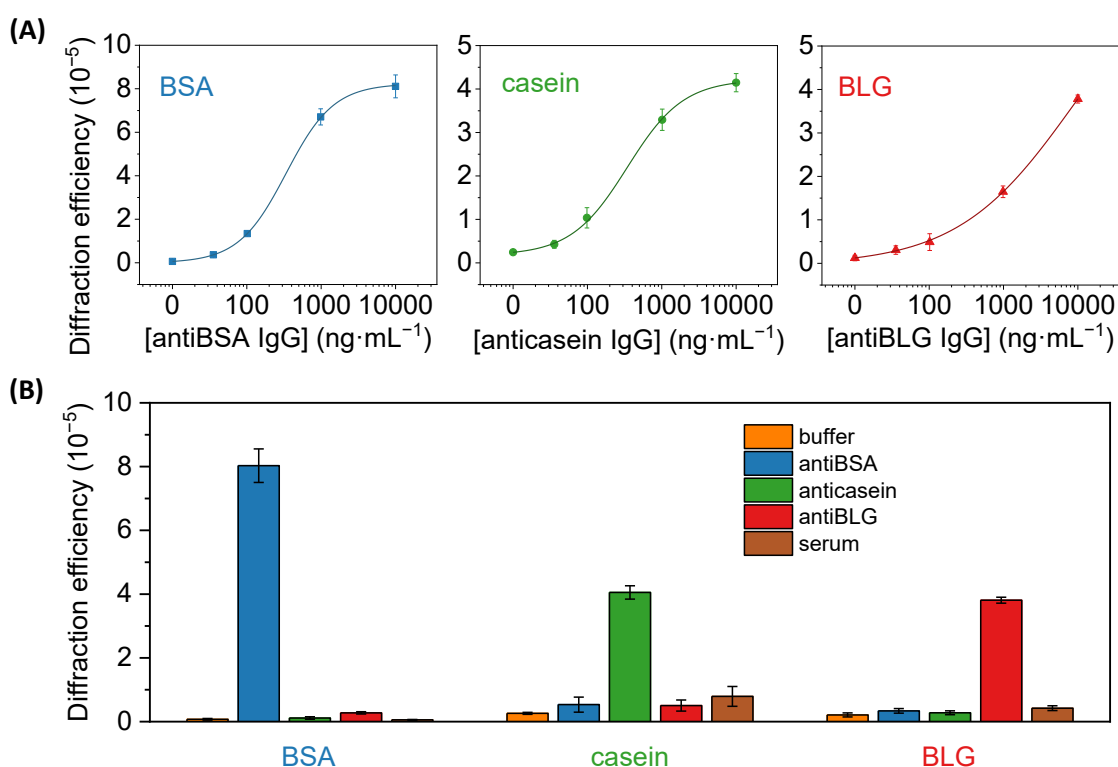 (A)
Diffraction efficiency (10⁻⁵)
10
8
6
4
2
0
BSA
0 100 1000 10000
[antiBSA IgG] (ng·mL⁻¹)
5
4
3
2
1
0
casein
0 100 1000 10000
[anticasein IgG] (ng·mL⁻¹)
5
4
3
2
1
0
BLG
0 100 1000 10000
[antiBLG IgG] (ng·mL⁻¹)
(B)
Diffraction efficiency (10⁻⁵)
10
8
6
4
2
0
buffer
antiBSA
anticasein
antiBLG
serum
BSA casein BLG